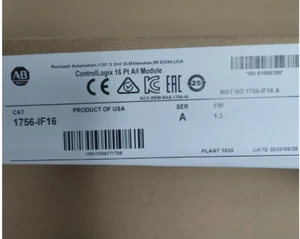 Rockwell Automation, 1201 S. 2nd St, Milwaukee, WI 53204, USA
ControlLogix 16 Pt A/I Module
AB
CE
EAC
25
MAT NO 1756-IF16 A
CAT
1756-IF16
PRODUCT OF USA
SER
A
FW
1.5
PLANT 1020